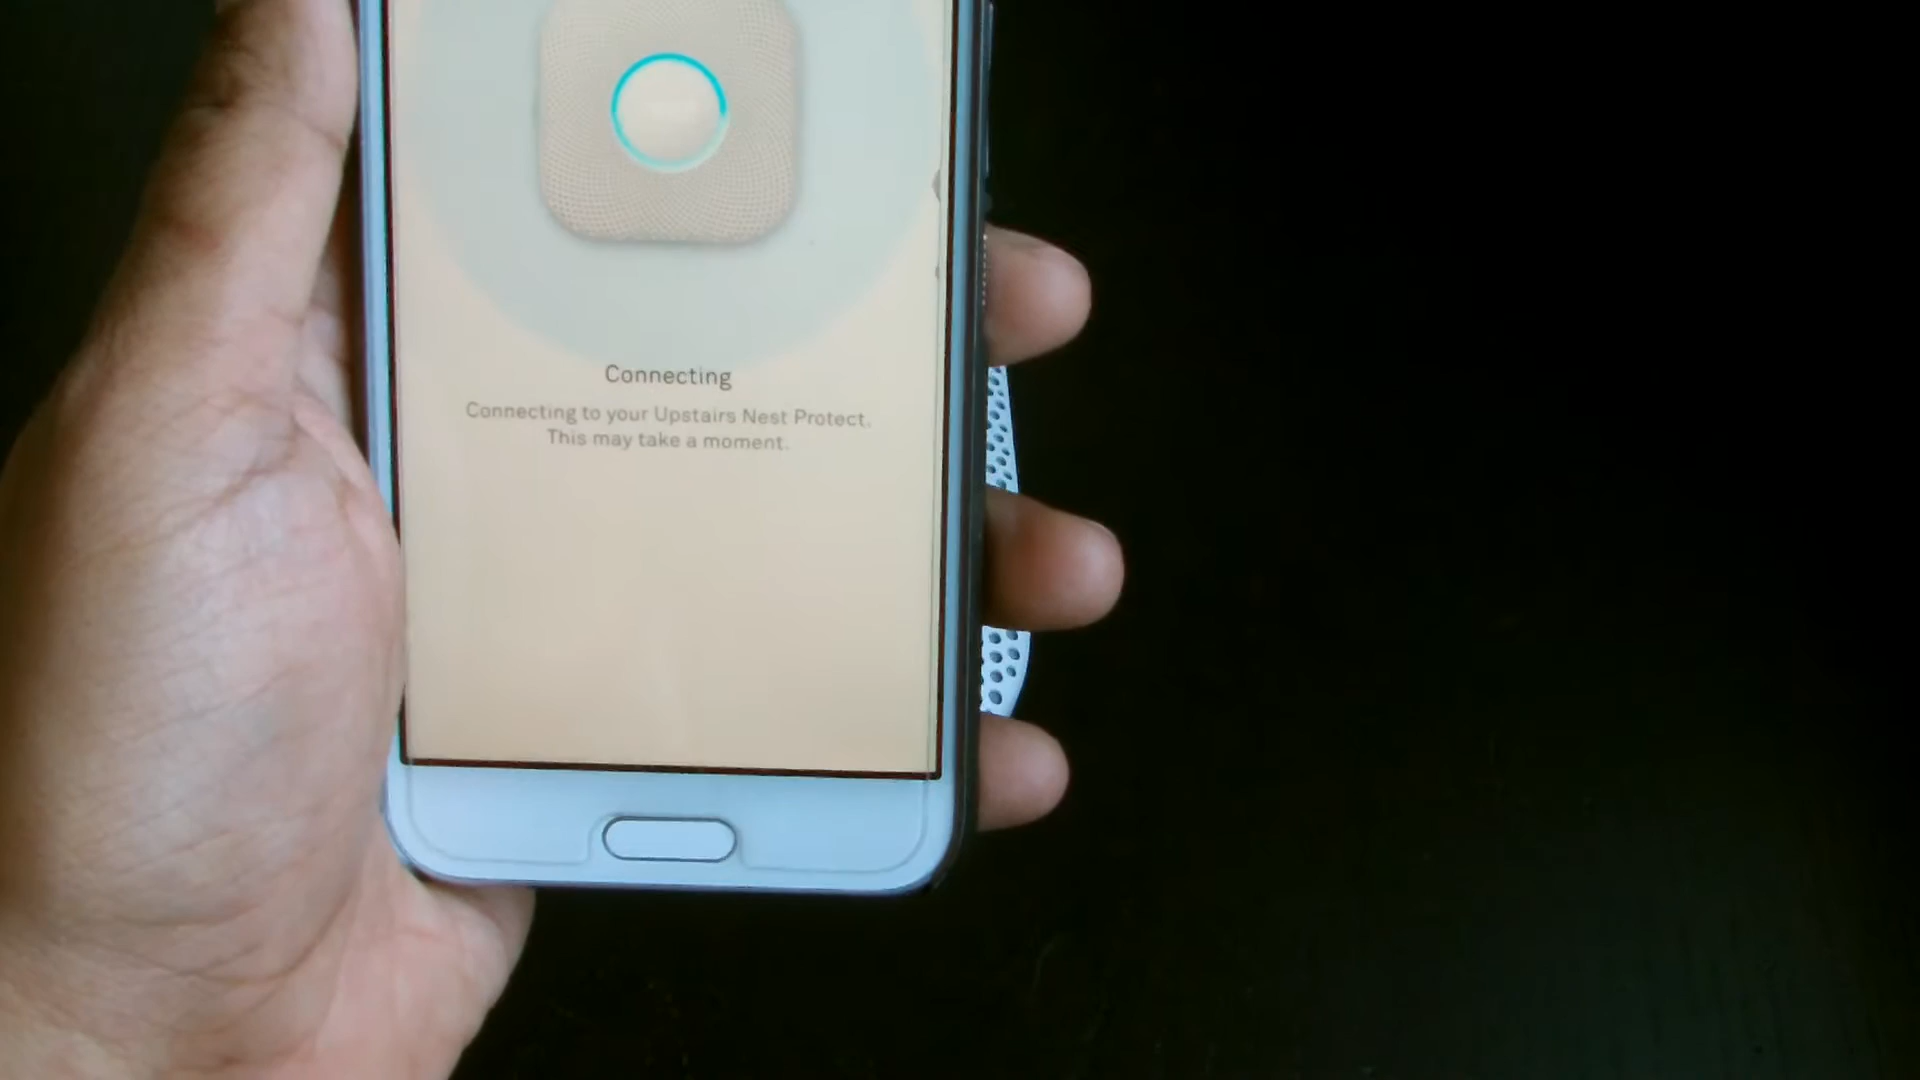 Connecting
Connecting to your Upstairs Nest Protect.
This may take a moment.